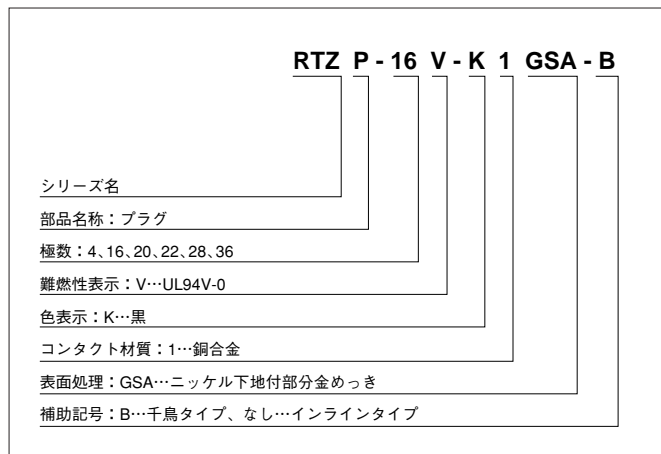 RTZ P - 16 V - K 1 GSA - B
シリーズ名
部品名称：プラグ
極数：4、16、20、22、28、36
難燃性表示：V…UL94V-0
色表示：K…黒
コンタクト材質：1…銅合金
表面処理：GSA…ニッケル下地付部分金めっき
補助記号：B…千鳥タイプ、なし…インラインタイプ